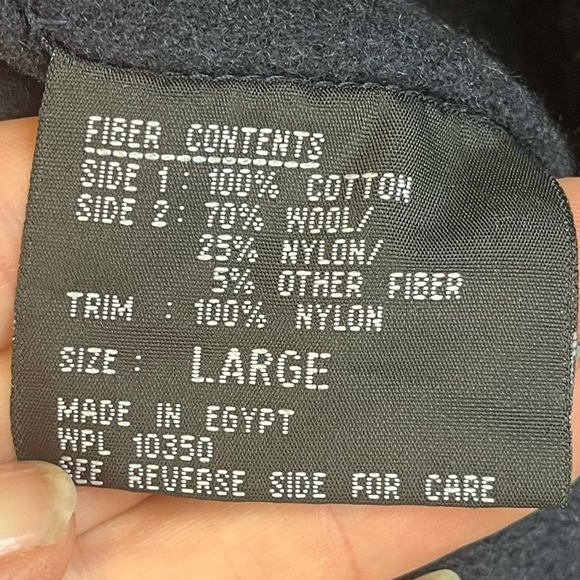 FIBER CONTENTS
SIDE 1: 100% COTTON
SIDE 2: 70% WOOL/
25% NYLON/
5% OTHER FIBER
TRIM : 100% NYLON
SIZE : LARGE
MADE IN EGYPT
WPL 10350
SEE REVERSE SIDE FOR CARE